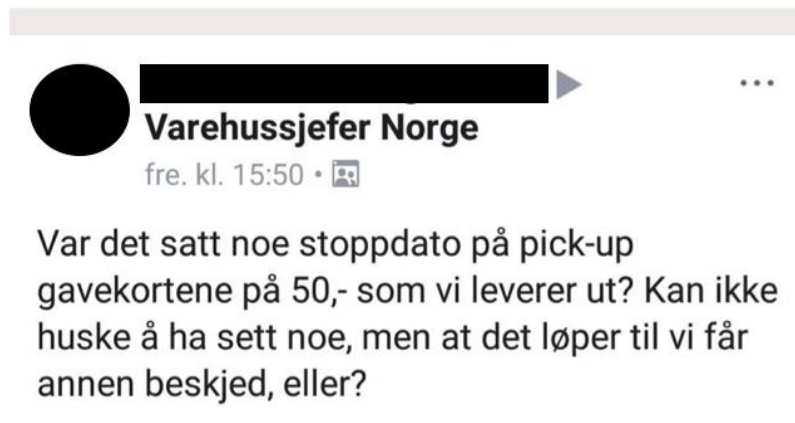 Varehussjefer Norge
fre. kl. 15:50 •
Var det satt noe stoppdato på pick-up
gavekortene på 50,- som vi leverer ut? Kan ikke
huske å ha sett noe, men at det løper til vi får
annen beskjed, eller?